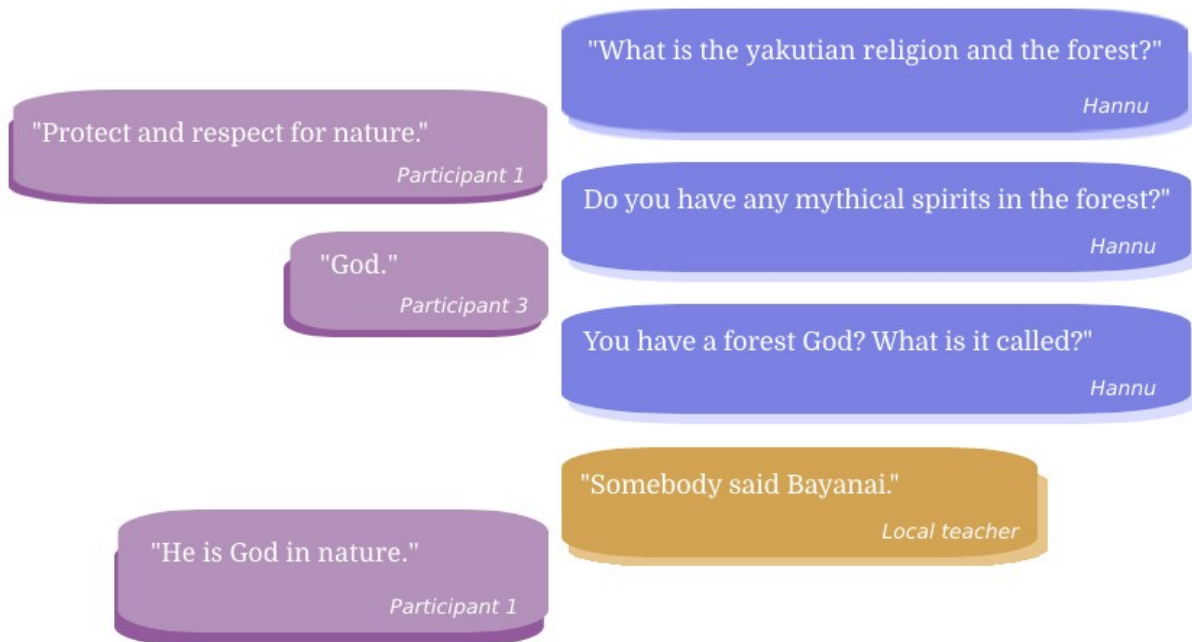 "What is the yakutian religion and the forest?"
Hannu
"Protect and respect for nature."
Participant 1
Do you have any mythical spirits in the forest?"
Hannu
"God."
Participant 3
You have a forest God? What is it called?"
Hannu
"Somebody said Bayanai."
Local teacher
"He is God in nature."
Participant 1